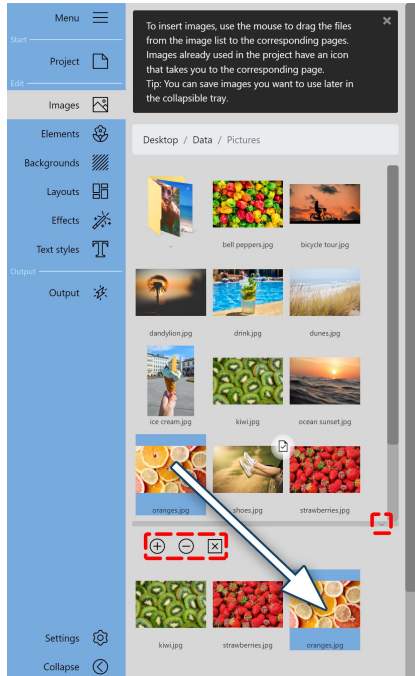 Menu
Start
Project
Edit
Images
Elements
Backgrounds
Layouts
Effects
Text styles
Output
Output
Settings
Collapse
To insert images, use the mouse to drag the files
from the image list to the corresponding pages.
Images already used in the project have an icon
that takes you to the corresponding page.
Tip: You can save images you want to use later in
the collapsible tray.
Desktop / Data / Pictures
..
bell peppers.jpg
bicycle tour.jpg
dandylion.jpg
drink.jpg
dunes.jpg
ice cream.jpg
kiwi.jpg
ocean sunset.jpg
oranges.jpg
shoes.jpg
strawberries.jpg
kiwi.jpg
strawberries.jpg
oranges.jpg